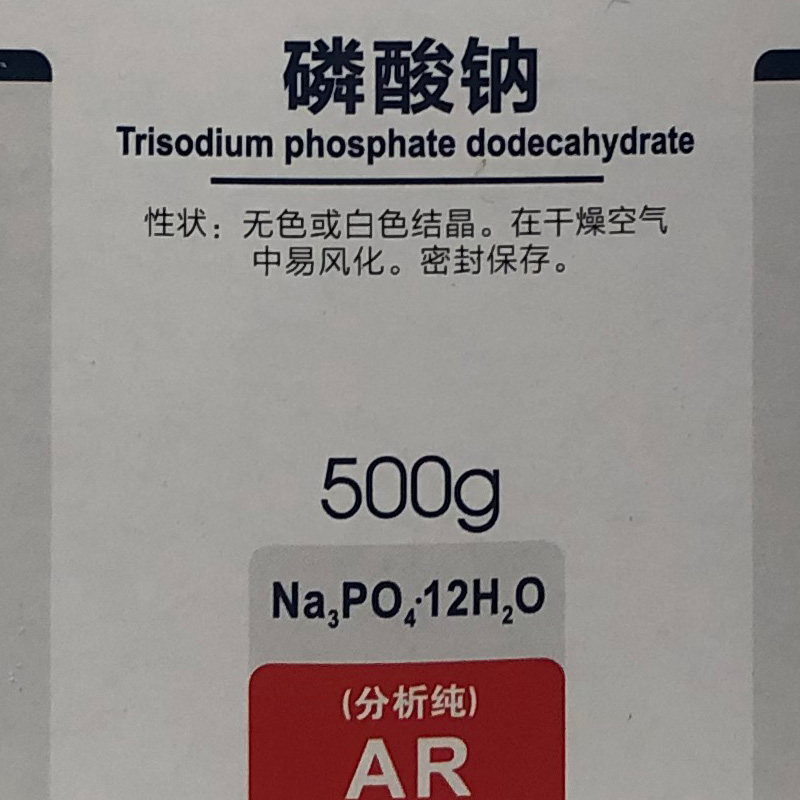 磷酸钠
Trisodium phosphate dodecahydrate
性状：无色或白色结晶。在干燥空气
中易风化。密封保存。
500g
Na₃PO₄·12H₂O
(分析纯)
AR